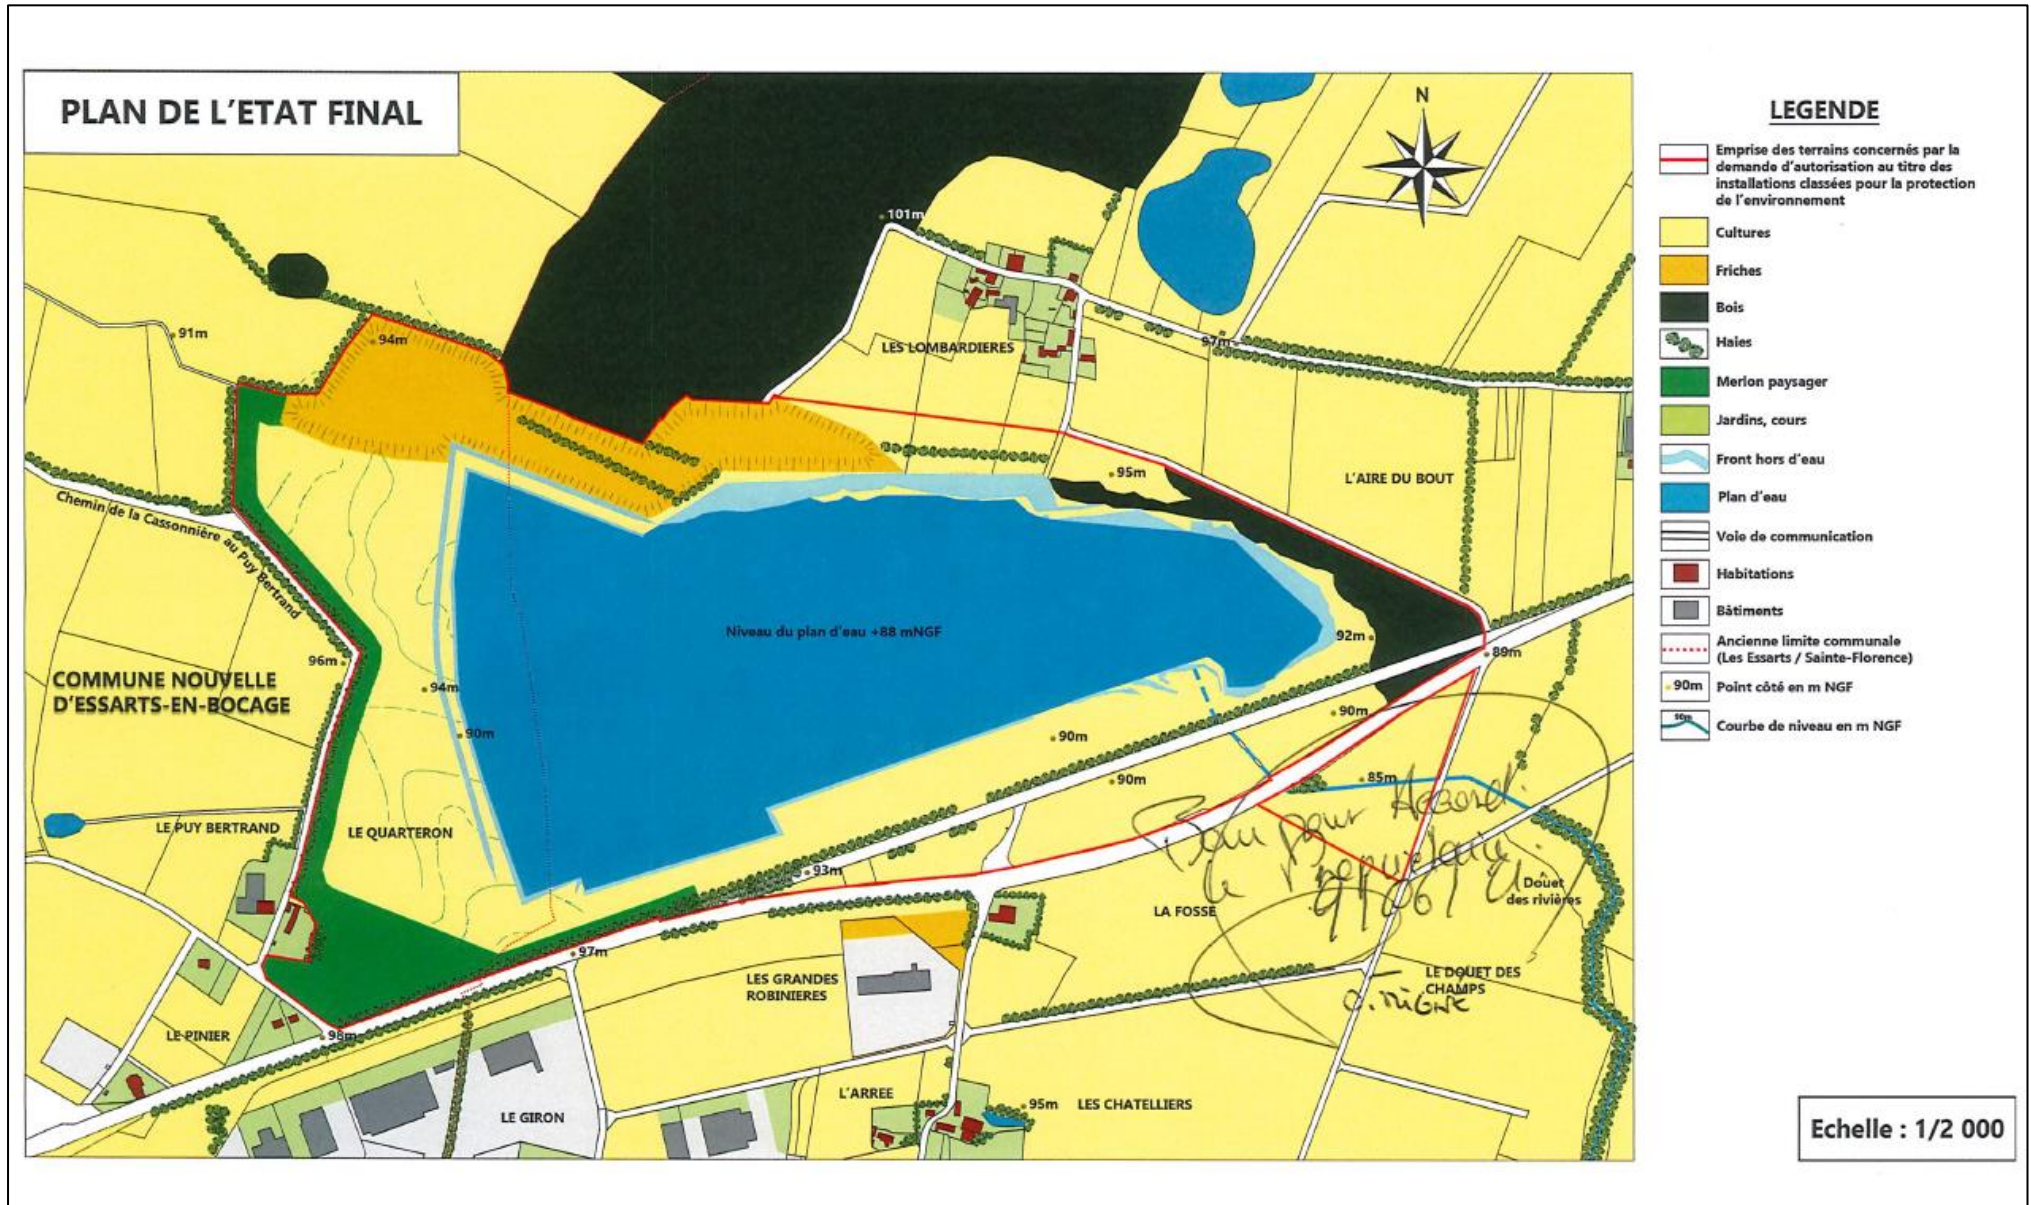 PLAN DE L'ETAT FINAL
N
101m
91m
94m
LES LOMBARDIERES
97m
95m
L'AIRE DU BOUT
Chemin de la Cassonnière au Puy Bertrand
Niveau du plan d'eau +88 mNGF
92m
89m
96m
COMMUNE NOUVELLE
D'ESSARTS-EN-BOCAGE
94m
90m
90m
90m
90m
85m
LE PUY BERTRAND
LE QUARTERON
93m
Bon pour Accord
LA FOSSE
Douet
des rivières
97m
LES GRANDES
ROBINIERES
LE DOUET DES
CHAMPS
LE PINIER
98m
L'ARREE
95m
LES CHATELLIERS
LE GIRON
LEGENDE
Emprise des terrains concernés par la
demande d'autorisation au titre des
installations classées pour la protection
de l'environnement
Cultures
Friches
Bois
Haies
Merlon paysager
Jardins, cours
Front hors d'eau
Plan d'eau
Voie de communication
Habitations
Bâtiments
Ancienne limite communale
(Les Essarts / Sainte-Florence)
90m
Point côté en m NGF
90m
Courbe de niveau en m NGF
Echelle : 1/2 000